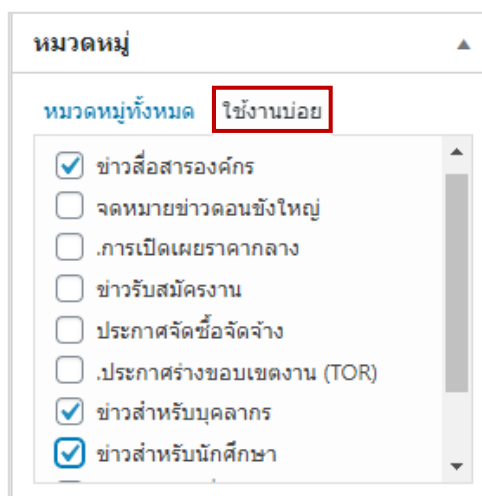 หมวดหมู่
หมวดหมู่ทั้งหมด ใช้งานบ่อย
ข่าวสื่อสารองค์กร
จดหมายข่าวดอนขังใหญ่
.การเปิดเผยราคากลาง
ข่าวรับสมัครงาน
ประกาศจัดซื้อจัดจ้าง
.ประกาศร่างขอบเขตงาน (TOR)
ข่าวสำหรับบุคลากร
ข่าวสำหรับนักศึกษา